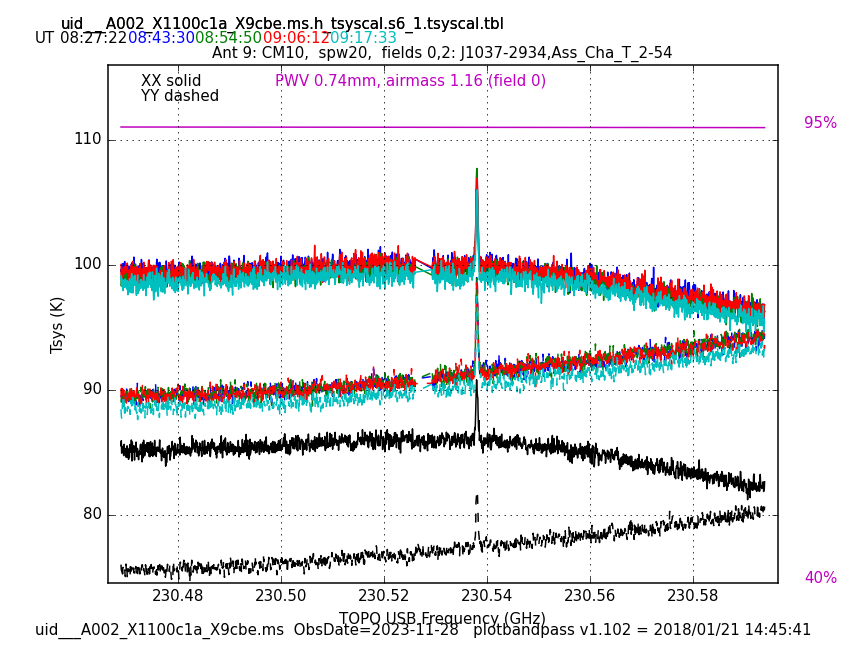 uid___A002_X1100c1a_X9cbe.ms.h_tsyscal.s6_1.tsyscal.tbl
UT 08:27:22 08:43:30 08:54:50 09:06:12 09:17:33
Ant 9: CM10,  spw20,  fields 0,2: J1037-2934,Ass_Cha_T_2-54
XX solid
PWV 0.74mm, airmass 1.16 (field 0)
YY dashed
95%
110
100
90
80
Tsys (K)
40%
230.48 230.50 230.52 230.54 230.56 230.58
TOPO USB Frequency (GHz)
uid___A002_X1100c1a_X9cbe.ms  ObsDate=2023-11-28   plotbandpass v1.102 = 2018/01/21 14:45:41